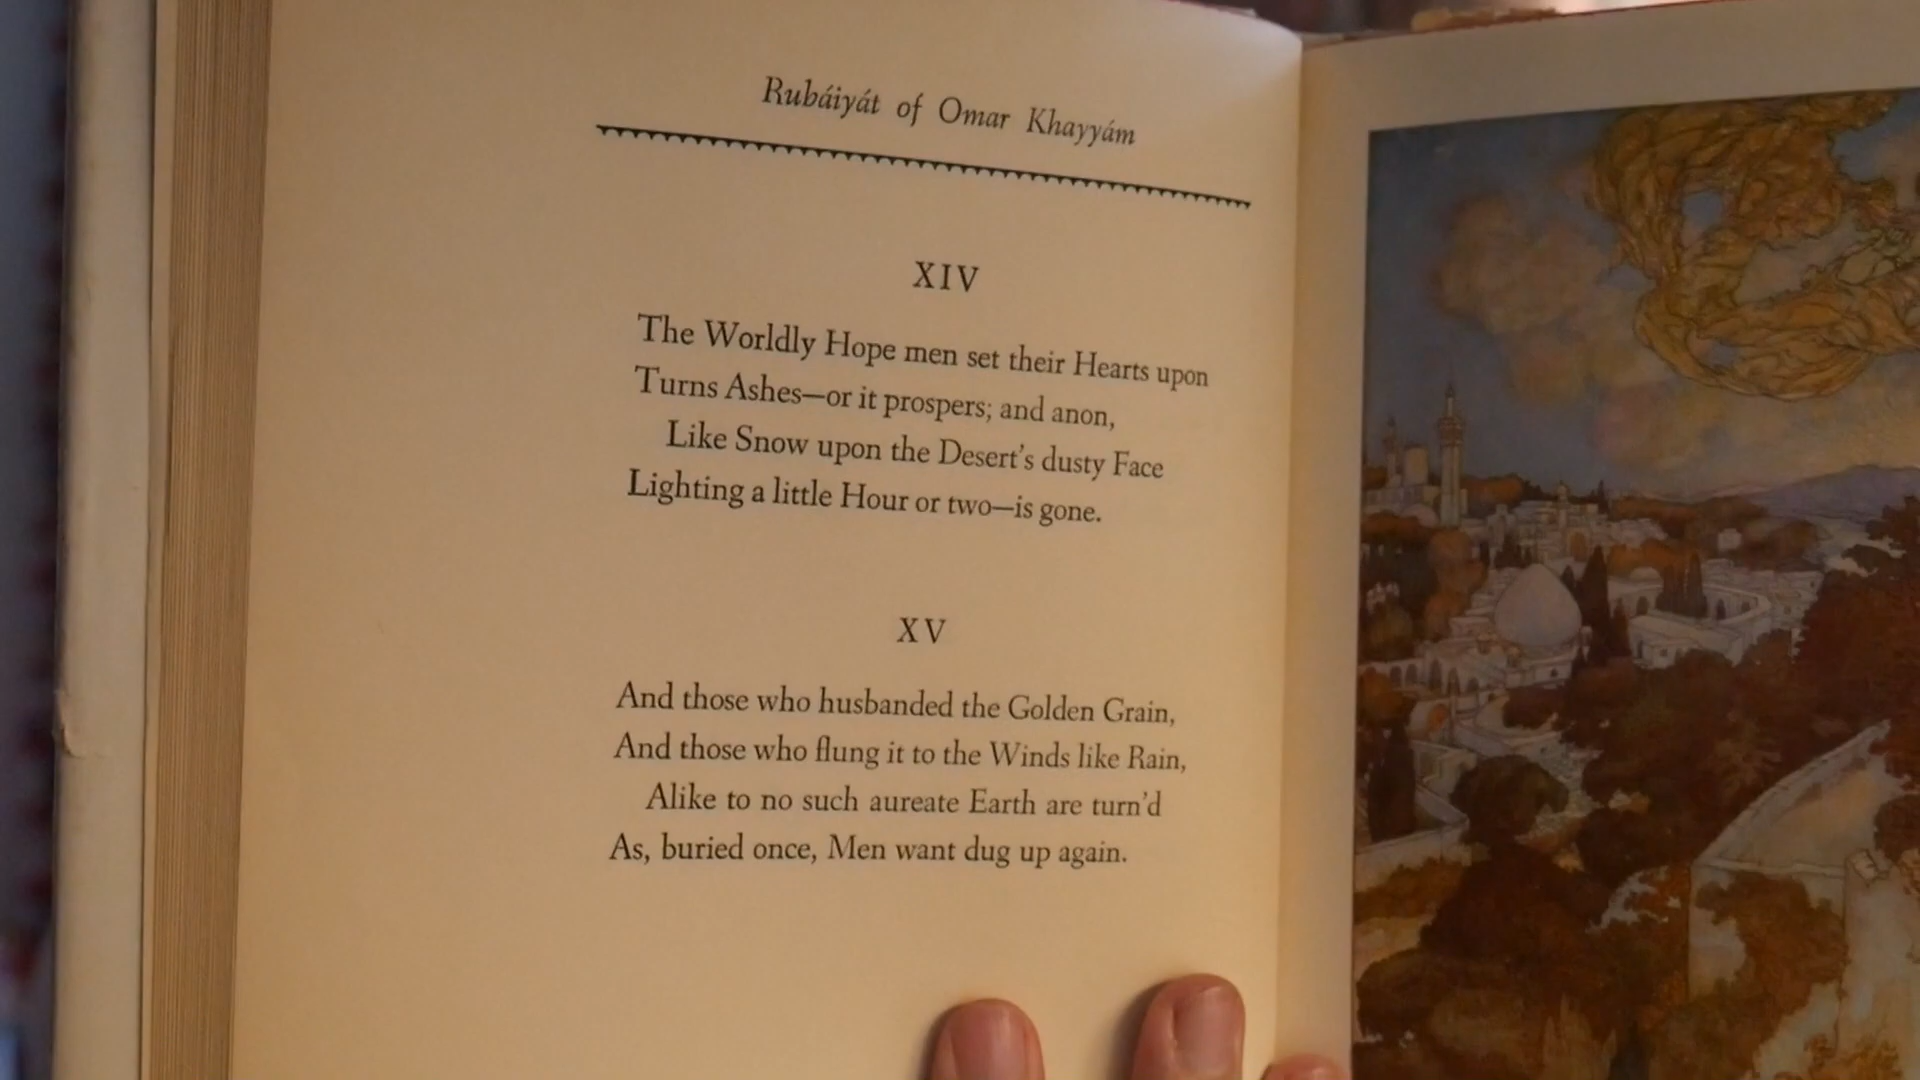 Rubáiyát of Omar Khayyám
XIV
The Worldly Hope men set their Hearts upon
Turns Ashes—or it prospers; and anon,
Like Snow upon the Desert's dusty Face
Lighting a little Hour or two—is gone.
XV
And those who husbanded the Golden Grain,
And those who flung it to the Winds like Rain,
Alike to no such aureate Earth are turn'd
As, buried once, Men want dug up again.